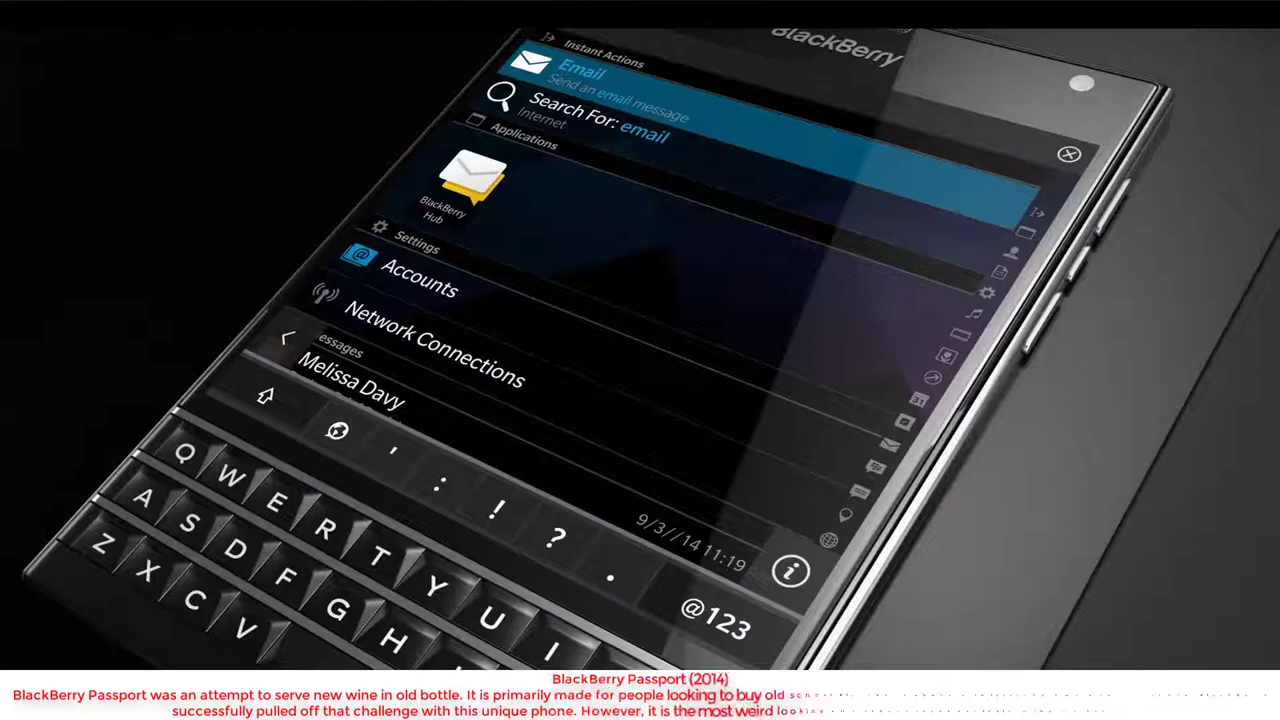 BlackBerry
Instant Actions
Email
Send an email message
Search For: email
Internet
Applications
BlackBerry
Hub
Settings
Accounts
Network Connections
essages
Melissa Davy
9/3//14 11:19
31
' : ! ? .
@123
Q W E R T Y U I
A S D F G H
Z X C V
BlackBerry Passport (2014)
BlackBerry Passport was an attempt to serve new wine in old bottle. It is primarily made for people looking to buy old
successfully pulled off that challenge with this unique phone. However, it is the most weird looking